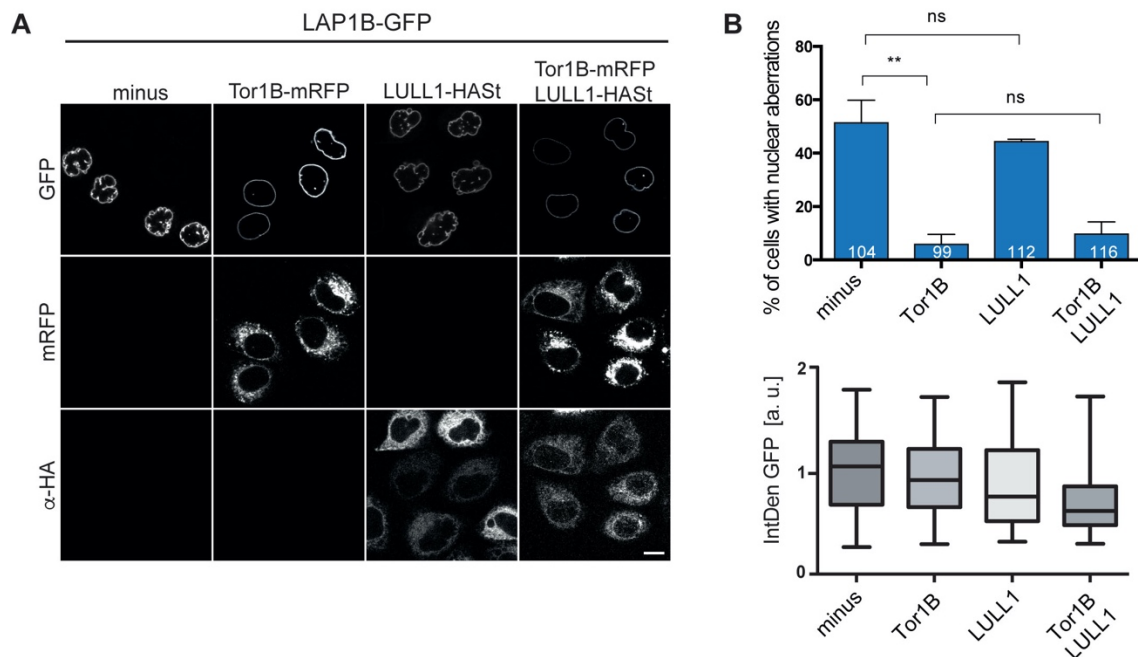 A
LAP1B-GFP
minus
Tor1B-mRFP
LULL1-HASt
Tor1B-mRFP
LULL1-HASt
GFP
mRFP
α-HA
B
ns
**
ns
% of cells with nuclear aberrations
80
60
40
20
0
104
99
112
116
minus
Tor1B
LULL1
Tor1B
LULL1
IntDen GFP [a. u.]
2
1
0
minus
Tor1B
LULL1
Tor1B
LULL1